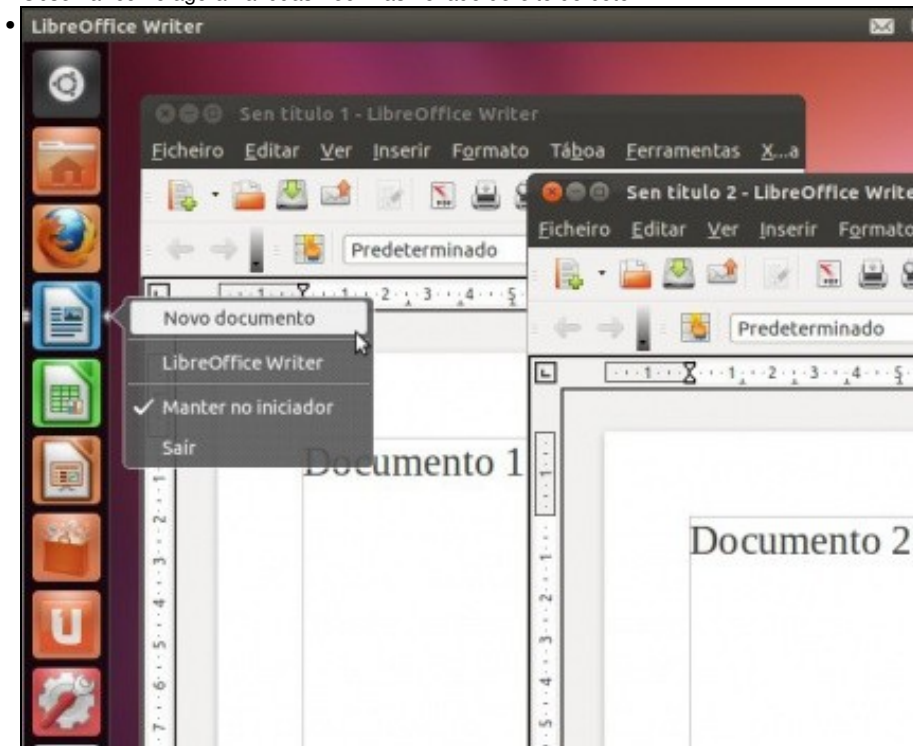 LibreOffice Writer
Sen título 1 - LibreOffice Writer
Ficheiro Editar Ver Inserir Formato Táboa Ferramentas X...a
Sen título 2 - LibreOffice Write
Ficheiro Editar Ver Inserir Formato
Predeterminado
Predeterminado
Novo documento
LibreOffice Writer
Manter no iniciador
Saír
Documento 1
Documento 2